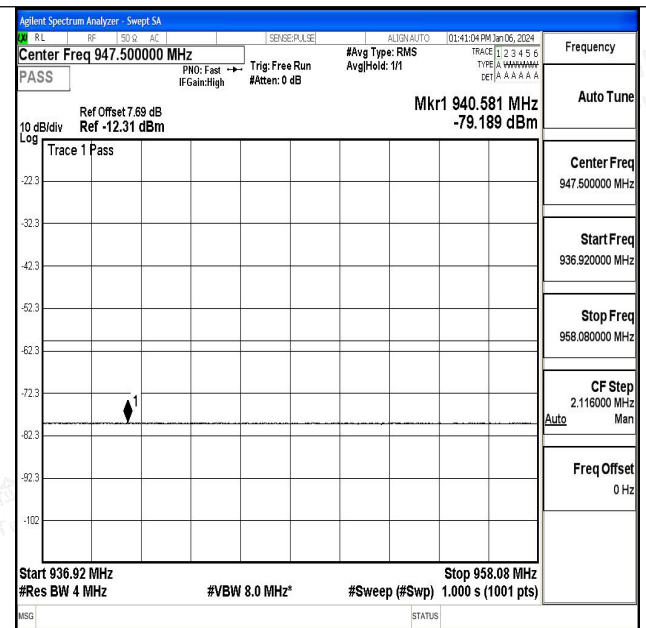 Agilent Spectrum Analyzer - Swept SA
RL RF 50 Ω AC SENSE:PULSE ALIGN AUTO 01:41:04 PM Jan 06, 2024
Center Freq 947.500000 MHz
PASS
PNO: Fast
IFGain:High
Trig: Free Run
#Atten: 0 dB
#Avg Type: RMS
Avg|Hold: 1/1
TRACE 1 2 3 4 5 6
TYPE A WWWWW
DET A A A A A A
Frequency
Mkr1 940.581 MHz
-79.189 dBm
Ref Offset 7.69 dB
10 dB/div Ref -12.31 dBm
Log
Trace 1 Pass
-22.3
-32.3
-42.3
-52.3
-62.3
-72.3
-82.3
-92.3
-102
1
Start 936.92 MHz Stop 958.08 MHz
#Res BW 4 MHz #VBW 8.0 MHz* #Sweep (#Swp) 1.000 s (1001 pts)
MSG STATUS
Auto Tune
Center Freq
947.500000 MHz
Start Freq
936.920000 MHz
Stop Freq
958.080000 MHz
CF Step
2.116000 MHz
Auto Man
Freq Offset
0 Hz